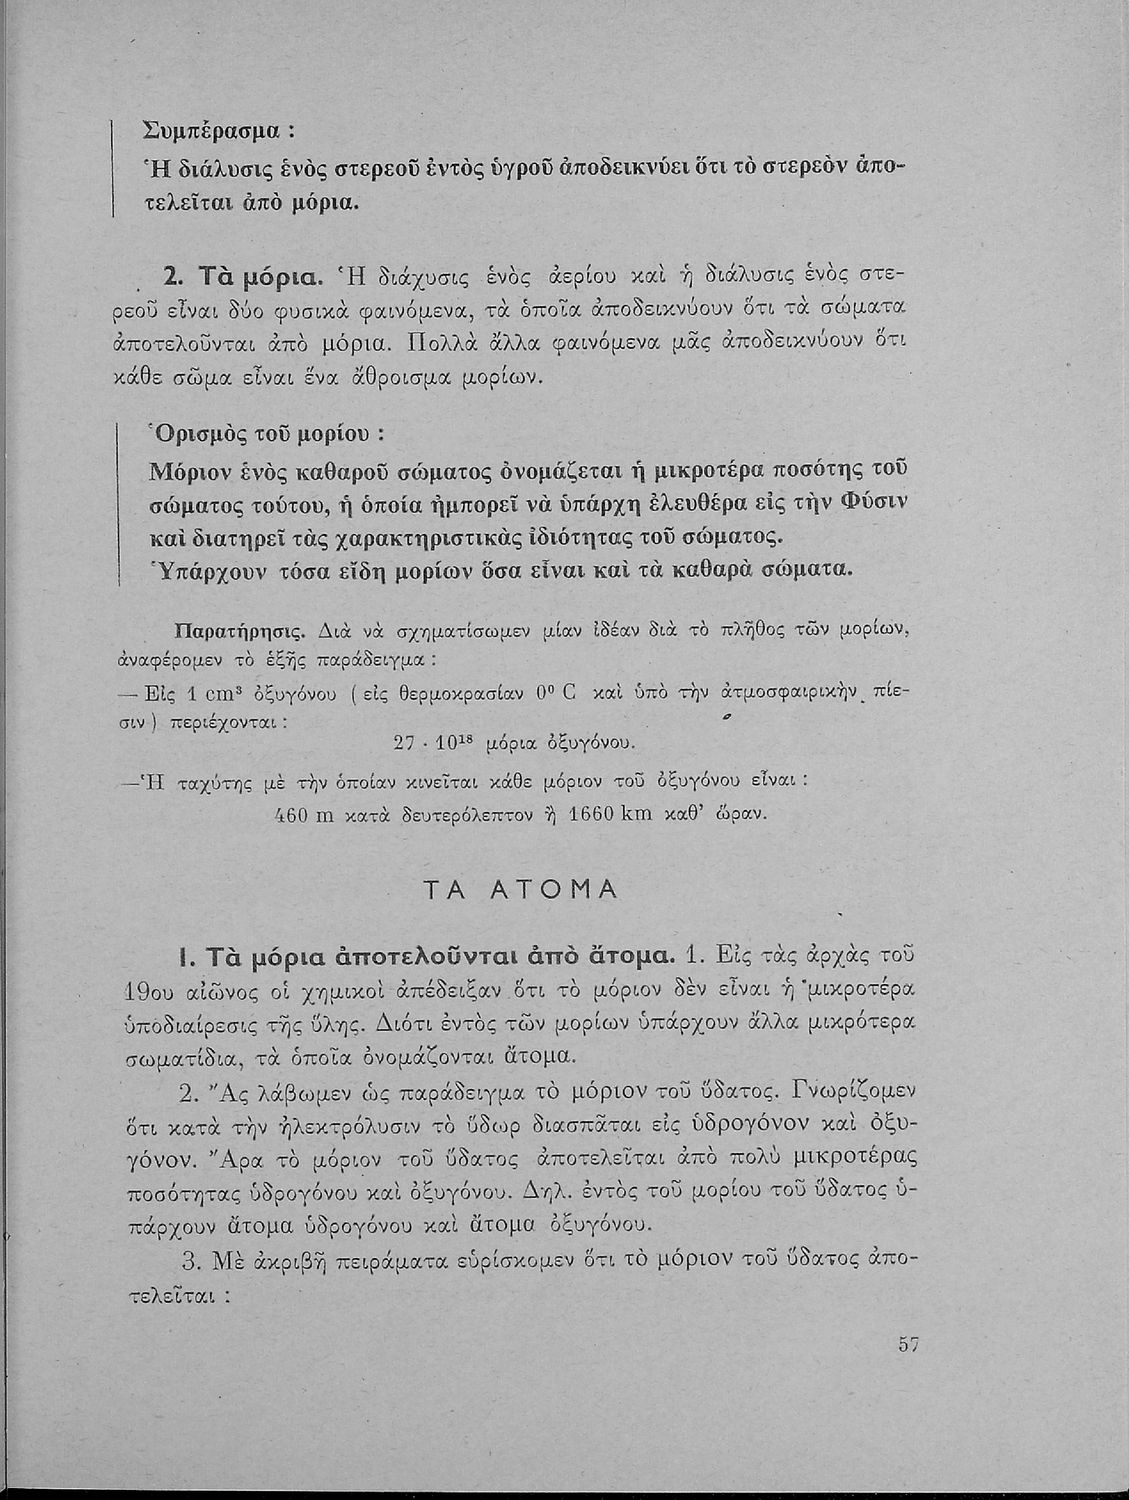 Συμπέρασμα :
Ἡ διάλυσις ἑνὸς στερεοῦ ἐντὸς ὑγροῦ ἀποδεικνύει ὅτι τὸ στερεὸν ἀπο-
τελεῖται ἀπὸ μόρια.
2. Τὰ μόρια. Ἡ διάχυσις ἑνὸς ἀερίου καὶ ἡ διάλυσις ἑνὸς στε-
ρεοῦ εἶναι δύο φυσικὰ φαινόμενα, τὰ ὁποῖα ἀποδεικνύουν ὅτι τὰ σώματα
ἀποτελοῦνται ἀπὸ μόρια. Πολλὰ ἄλλα φαινόμενα μᾶς ἀποδεικνύουν ὅτι
κάθε σῶμα εἶναι ἕνα ἄθροισμα μορίων.
Ὁρισμὸς τοῦ μορίου :
Μόριον ἑνὸς καθαροῦ σώματος ὀνομάζεται ἡ μικροτέρα ποσότης τοῦ
σώματος τούτου, ἡ ὁποία ἠμπορεῖ νὰ ὑπάρχη ἐλευθέρα εἰς τὴν Φύσιν
καὶ διατηρεῖ τὰς χαρακτηριστικὰς ἰδιότητας τοῦ σώματος.
Ὑπάρχουν τόσα εἴδη μορίων ὅσα εἶναι καὶ τὰ καθαρὰ σώματα.
Παρατήρησις. Διὰ νὰ σχηματίσωμεν μίαν ἰδέαν διὰ τὸ πλῆθος τῶν μορίων,
ἀναφέρομεν τὸ ἑξῆς παράδειγμα :
— Εἰς 1 cm³ ὀξυγόνου ( εἰς θερμοκρασίαν 0⁰ C καὶ ὑπὸ τὴν ἀτμοσφαιρικὴν πίε-
σιν ) περιέχονται :
27 · 10¹⁸ μόρια ὀξυγόνου.
—Ἡ ταχύτης μὲ τὴν ὁποίαν κινεῖται κάθε μόριον τοῦ ὀξυγόνου εἶναι :
460 m κατὰ δευτερόλεπτον ἢ 1660 km καθ' ὥραν.
ΤΑ ΑΤΟΜΑ
1. Τὰ μόρια ἀποτελοῦνται ἀπὸ ἄτομα. 1. Εἰς τὰς ἀρχὰς τοῦ
19ου αἰῶνος οἱ χημικοὶ ἀπέδειξαν ὅτι τὸ μόριον δὲν εἶναι ἡ μικροτέρα
ὑποδιαίρεσις τῆς ὕλης. Διότι ἐντὸς τῶν μορίων ὑπάρχουν ἄλλα μικρότερα
σωματίδια, τὰ ὁποῖα ὀνομάζονται ἄτομα.
2. Ἂς λάβωμεν ὡς παράδειγμα τὸ μόριον τοῦ ὕδατος. Γνωρίζομεν
ὅτι κατὰ τὴν ἠλεκτρόλυσιν τὸ ὕδωρ διασπᾶται εἰς ὑδρογόνον καὶ ὀξυ-
γόνον. Ἄρα τὸ μόριον τοῦ ὕδατος ἀποτελεῖται ἀπὸ πολὺ μικροτέρας
ποσότητας ὑδρογόνου καὶ ὀξυγόνου. Δηλ. ἐντὸς τοῦ μορίου τοῦ ὕδατος ὑ-
πάρχουν ἄτομα ὑδρογόνου καὶ ἄτομα ὀξυγόνου.
3. Μὲ ἀκριβῆ πειράματα εὑρίσκομεν ὅτι τὸ μόριον τοῦ ὕδατος ἀπο-
τελεῖται :
57